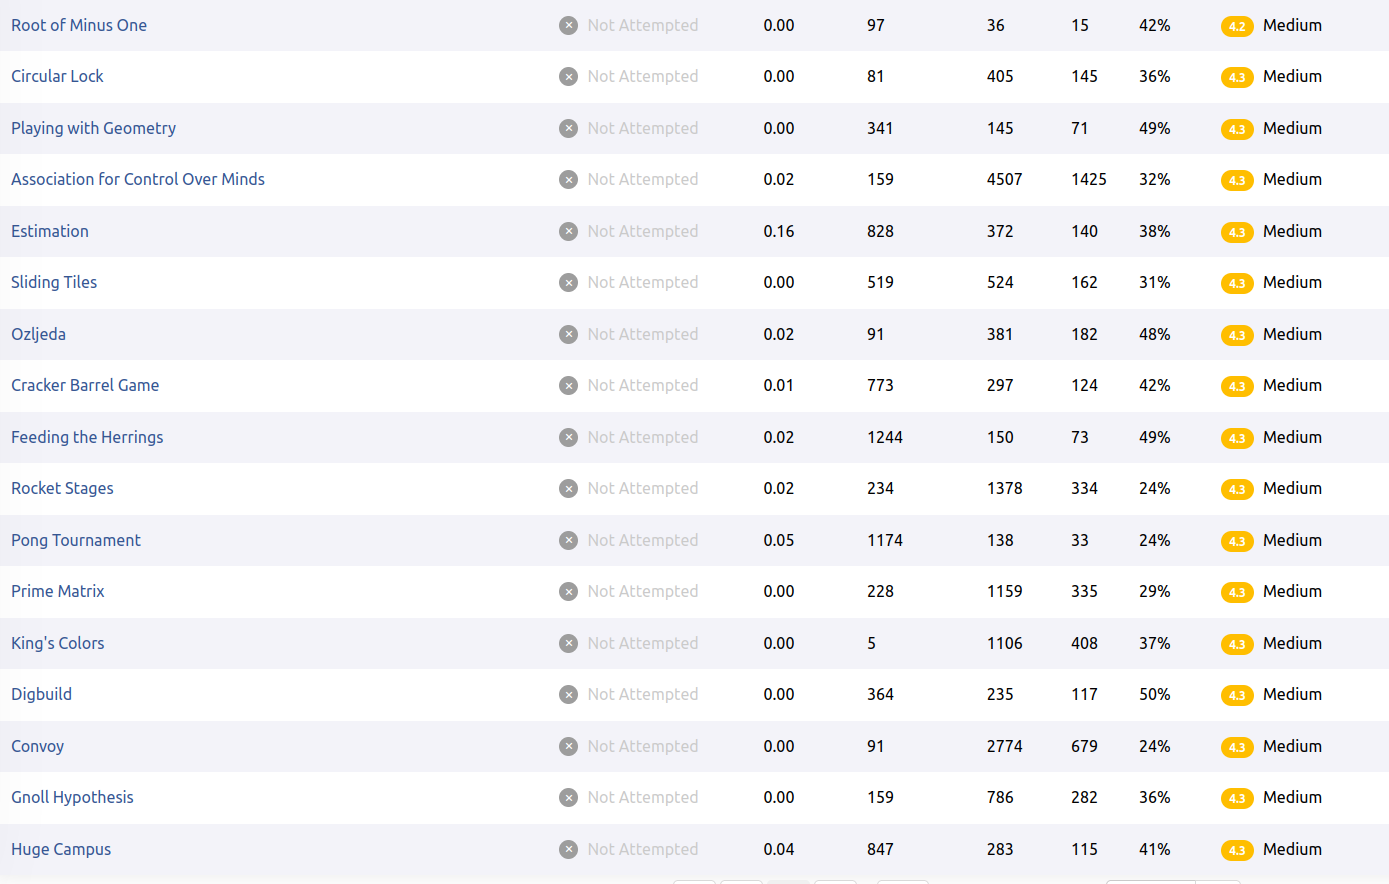 Root of Minus One Not Attempted 0.00 97 36 15 42% 4.2 Medium
Circular Lock Not Attempted 0.00 81 405 145 36% 4.3 Medium
Playing with Geometry Not Attempted 0.00 341 145 71 49% 4.3 Medium
Association for Control Over Minds Not Attempted 0.02 159 4507 1425 32% 4.3 Medium
Estimation Not Attempted 0.16 828 372 140 38% 4.3 Medium
Sliding Tiles Not Attempted 0.00 519 524 162 31% 4.3 Medium
Ozljeda Not Attempted 0.02 91 381 182 48% 4.3 Medium
Cracker Barrel Game Not Attempted 0.01 773 297 124 42% 4.3 Medium
Feeding the Herrings Not Attempted 0.02 1244 150 73 49% 4.3 Medium
Rocket Stages Not Attempted 0.02 234 1378 334 24% 4.3 Medium
Pong Tournament Not Attempted 0.05 1174 138 33 24% 4.3 Medium
Prime Matrix Not Attempted 0.00 228 1159 335 29% 4.3 Medium
King's Colors Not Attempted 0.00 5 1106 408 37% 4.3 Medium
Digbuild Not Attempted 0.00 364 235 117 50% 4.3 Medium
Convoy Not Attempted 0.00 91 2774 679 24% 4.3 Medium
Gnoll Hypothesis Not Attempted 0.00 159 786 282 36% 4.3 Medium
Huge Campus Not Attempted 0.04 847 283 115 41% 4.3 Medium